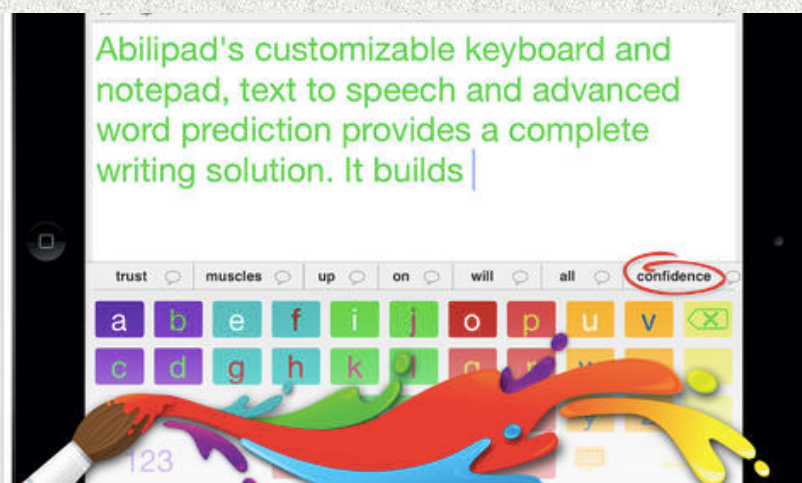 Abilipad's customizable keyboard and
notepad, text to speech and advanced
word prediction provides a complete
writing solution. It builds
trust muscles up on will all confidence
a b e f i j o p u v
c d g h k l
y
123